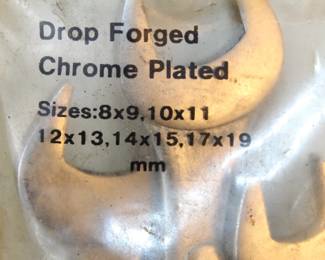 Drop Forged
Chrome Plated
Sizes:8x9,10x11
12x13,14x15,17x19
mm